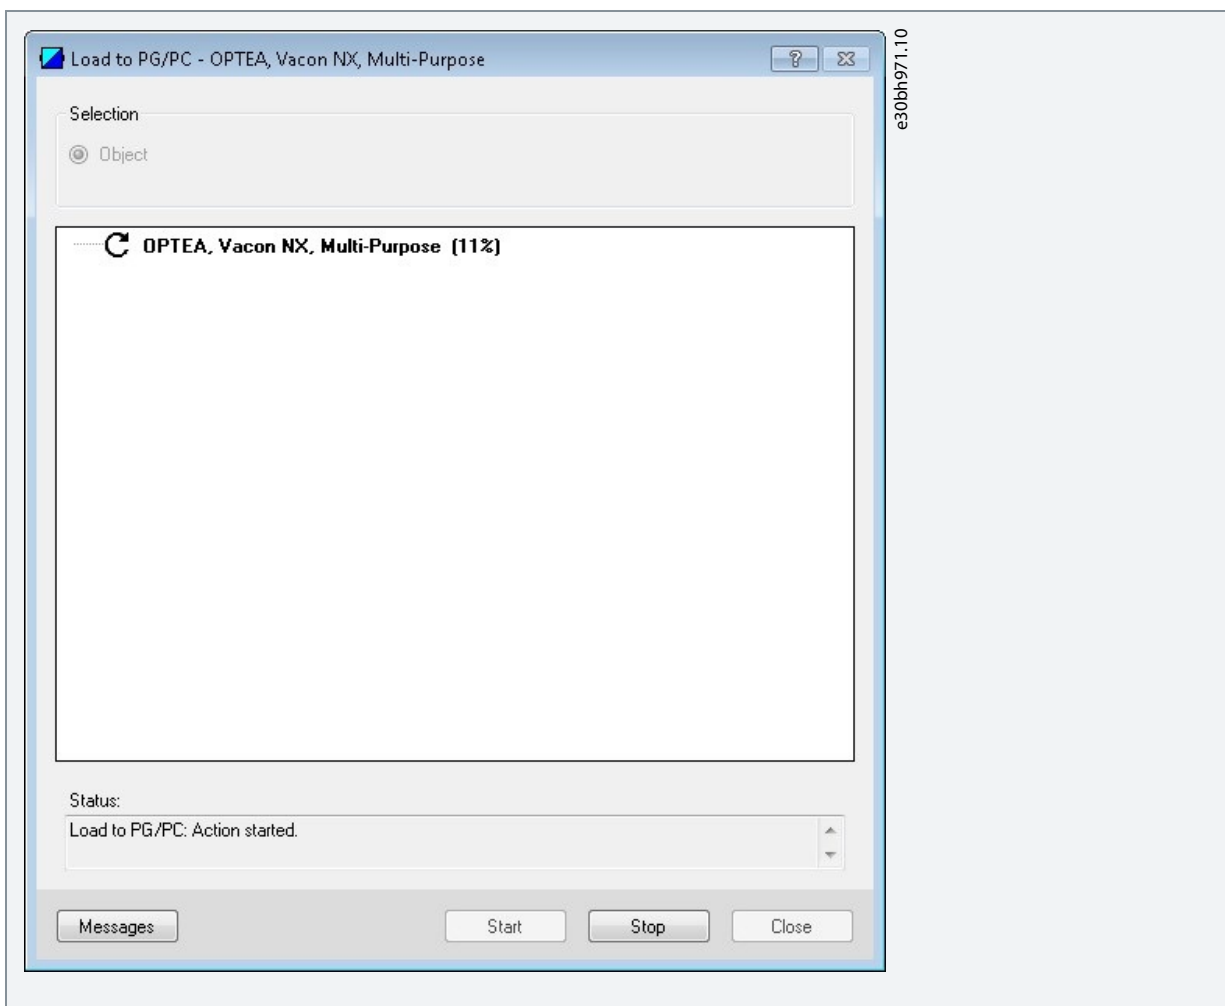 Load to PG/PC - OPTEA, Vacon NX, Multi-Purpose
e30bh971.10
Selection
Object
OPTEA, Vacon NX, Multi-Purpose (11%)
Status:
Load to PG/PC: Action started.
Messages
Start
Stop
Close